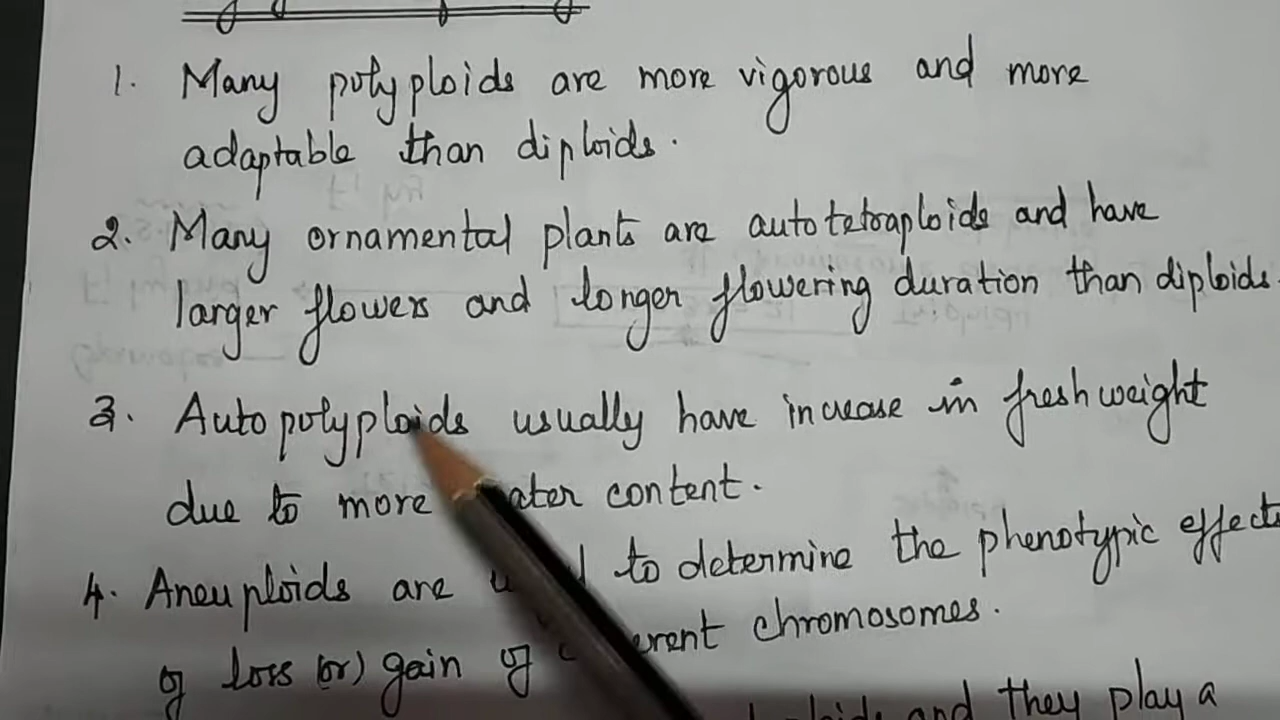 1. Many polyploids are more vigorous and more
adaptable than diploids.
2. Many ornamental plants are autotetraploids and have
larger flowers and longer flowering duration than diploids.
3. Autopolyploids usually have increase in fresh weight
due to more water content.
4. Aneuploids are to determine the phenotypic effect
of loss (or) gain of chromosomes.
and they play a